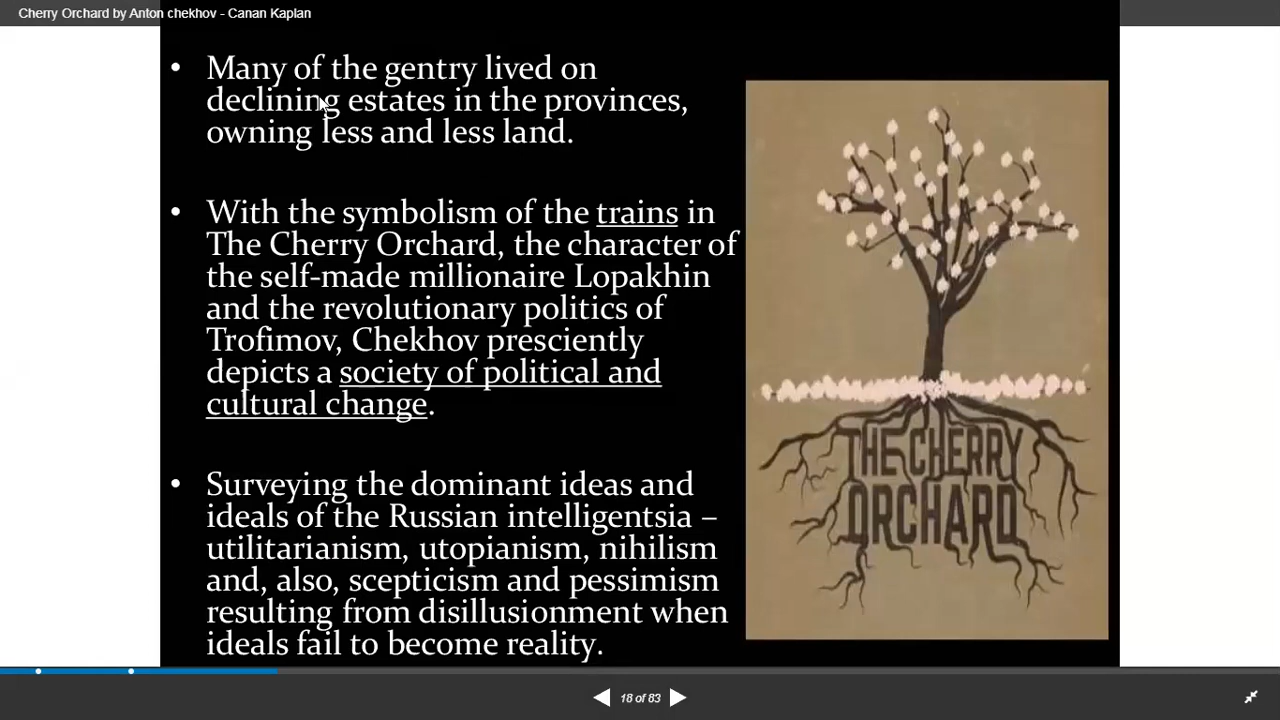 Cherry Orchard by Anton chekhov - Canan Kaplan
• Many of the gentry lived on
declining estates in the provinces,
owning less and less land.
• With the symbolism of the trains in
The Cherry Orchard, the character of
the self-made millionaire Lopakhin
and the revolutionary politics of
Trofimov, Chekhov presciently
depicts a society of political and
cultural change.
• Surveying the dominant ideas and
ideals of the Russian intelligentsia –
utilitarianism, utopianism, nihilism
and, also, scepticism and pessimism
resulting from disillusionment when
ideals fail to become reality.
THE CHERRY
ORCHARD
18 of 83